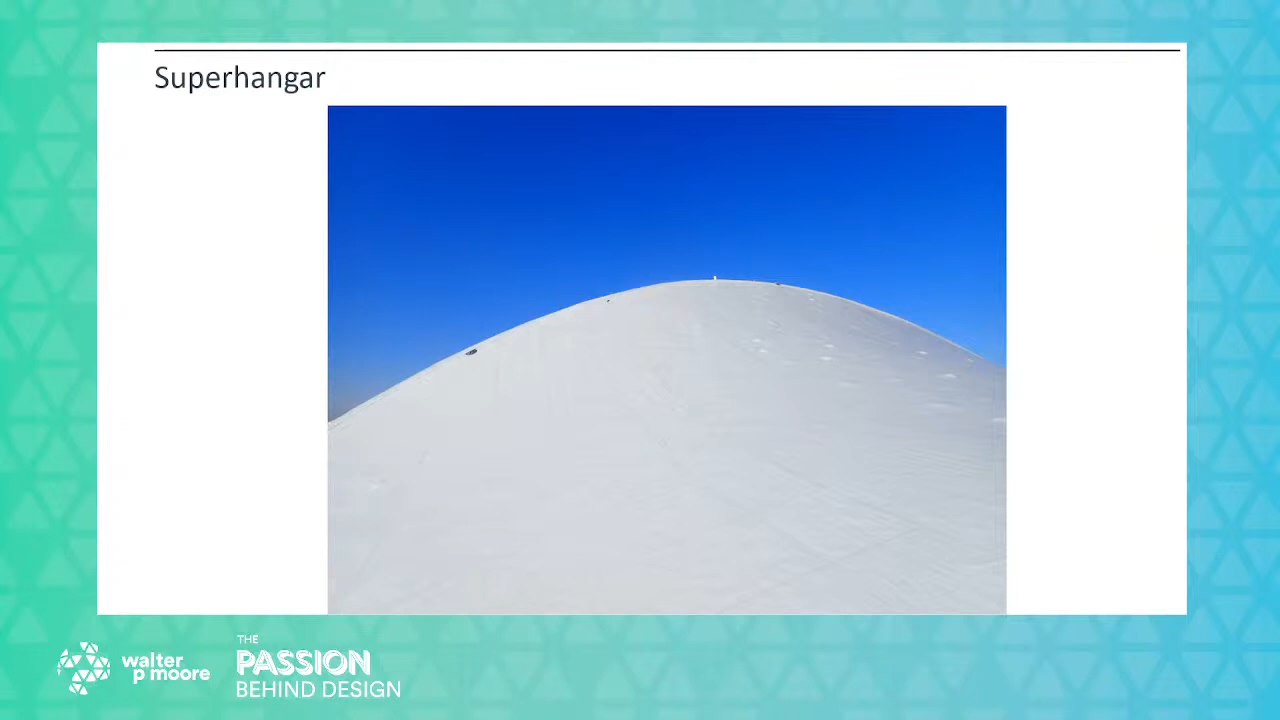 Superhangar
walter
p moore
THE
PASSION
BEHIND DESIGN